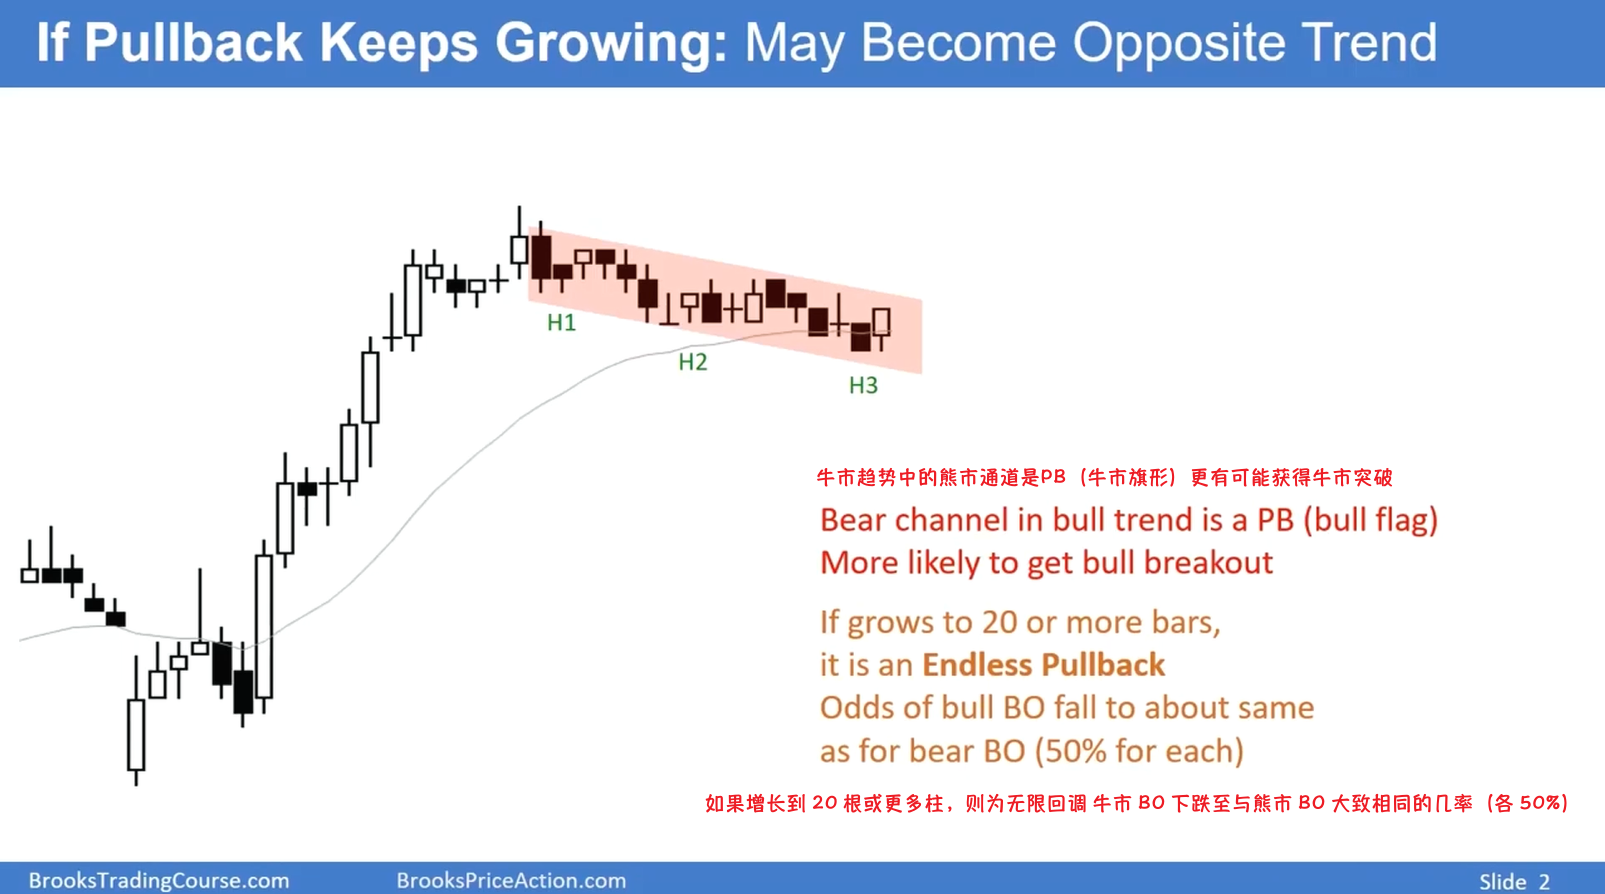 If Pullback Keeps Growing: May Become Opposite Trend
H1
H2
H3
牛市趋势中的熊市通道是PB（牛市旗形）更有可能获得牛市突破
Bear channel in bull trend is a PB (bull flag)
More likely to get bull breakout
If grows to 20 or more bars,
it is an Endless Pullback
Odds of bull BO fall to about same
as for bear BO (50% for each)
如果增长到 20 根或更多柱，则为无限回调 牛市 BO 下跌至与熊市 BO 大致相同的几率（各 50%）
BrooksTradingCourse.com
BrooksPriceAction.com
Slide 2